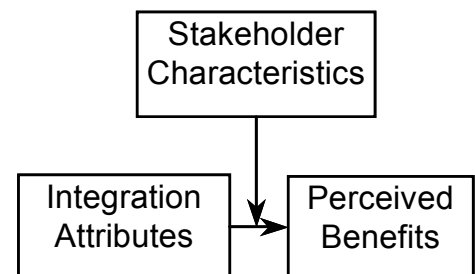 Stakeholder
Characteristics
Integration
Attributes
Perceived
Benefits